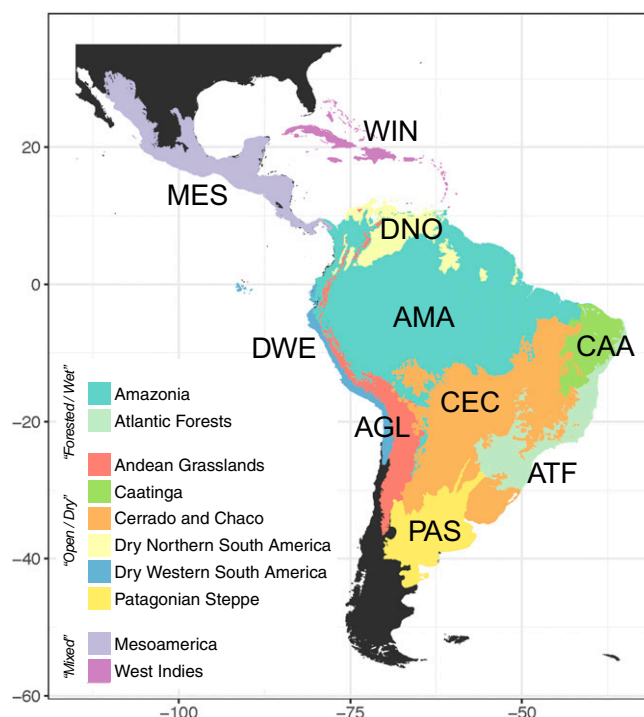 WIN
20
MES
DNO
0
AMA
DWE
CAA
CEC
"Forested / Wet"
Amazonia
Atlantic Forests
−20
AGL
ATF
"Open / Dry"
Andean Grasslands
Caatinga
Cerrado and Chaco
Dry Northern South America
Dry Western South America
Patagonian Steppe
PAS
−40
"Mixed"
Mesoamerica
West Indies
−60
−100
−75
−50